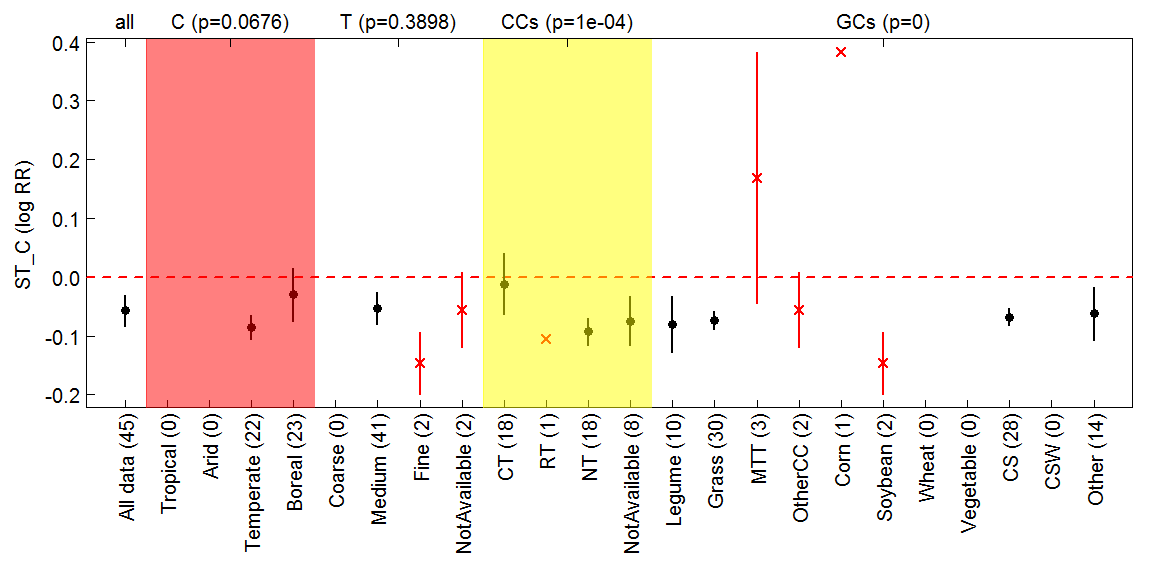 all C (p=0.0676) T (p=0.3898) CCs (p=1e-04) GCs (p=0)
ST_C (log RR)
0.4
0.3
0.2
0.1
0.0
-0.1
-0.2
All data (45)
Tropical (0)
Arid (0)
Temperate (22)
Boreal (23)
Coarse (0)
Medium (41)
Fine (2)
NotAvailable (2)
CT (18)
RT (1)
NT (18)
NotAvailable (8)
Legume (10)
Grass (30)
MTT (3)
OtherCC (2)
Corn (1)
Soybean (2)
Wheat (0)
Vegetable (0)
CS (28)
CSW (0)
Other (14)